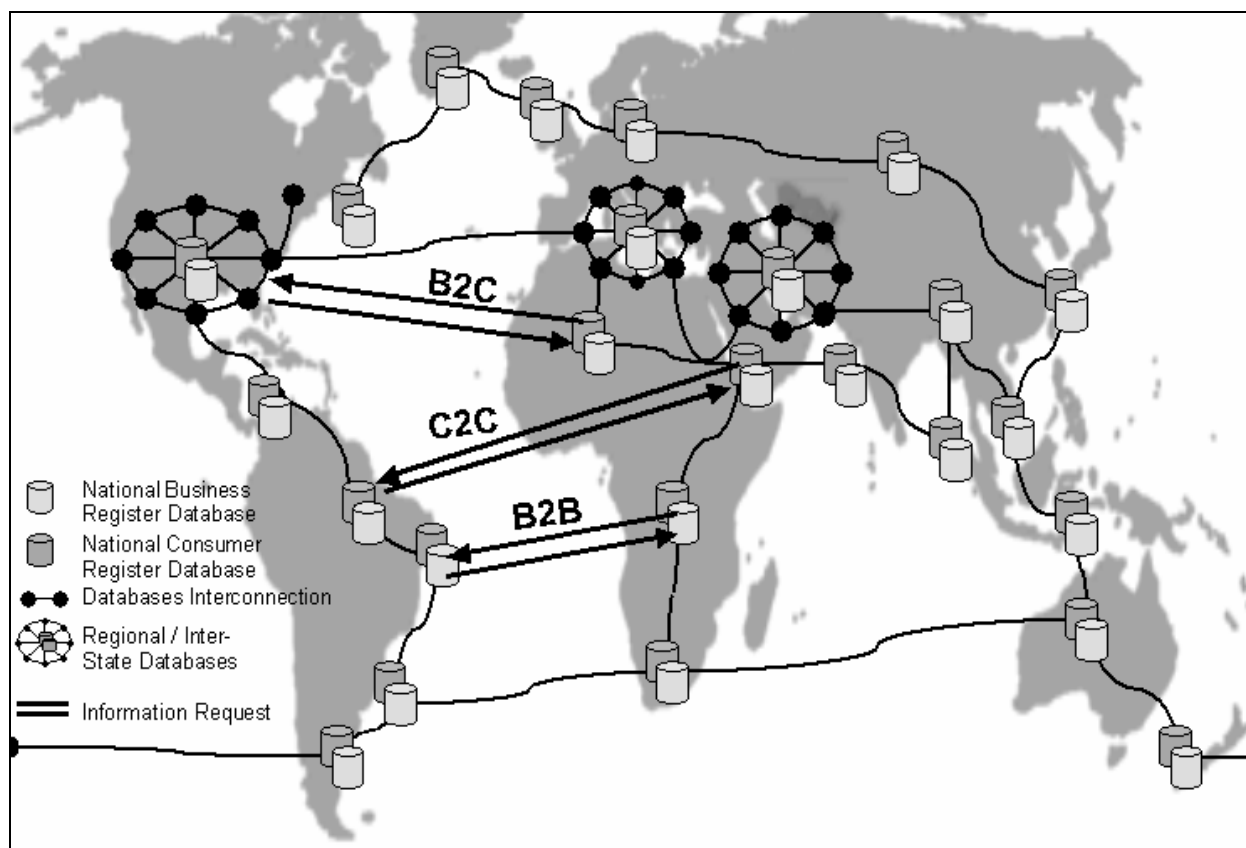 B2C
C2C
B2B
National Business
Register Database
National Consumer
Register Database
Databases Interconnection
Regional / Inter-
State Databases
Information Request